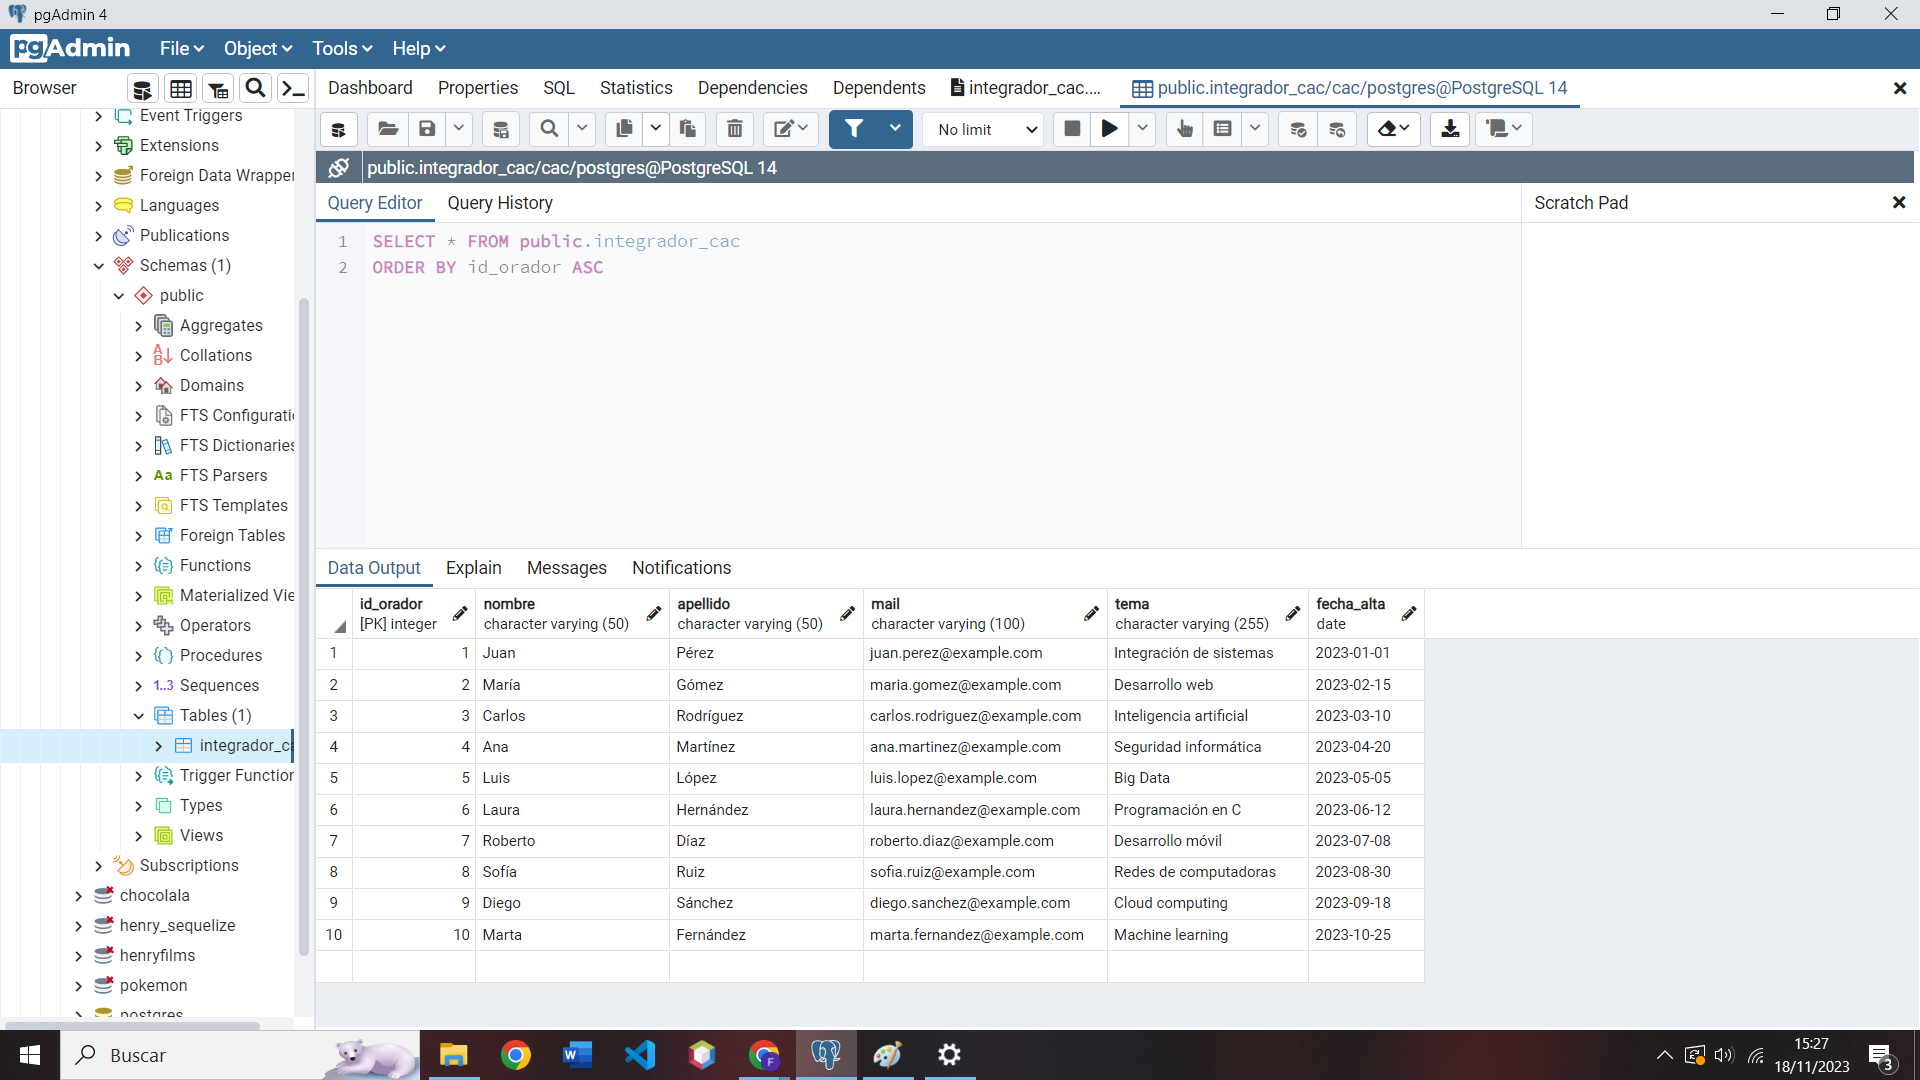 pgAdmin 4
pgAdmin File Object Tools Help
Browser
Dashboard Properties SQL Statistics Dependencies Dependents integrador_cac.... public.integrador_cac/cac/postgres@PostgreSQL 14
No limit
public.integrador_cac/cac/postgres@PostgreSQL 14
Query Editor Query History
Scratch Pad
1 SELECT * FROM public.integrador_cac
2 ORDER BY id_orador ASC
Event Triggers
Extensions
Foreign Data Wrapper
Languages
Publications
Schemas (1)
public
Aggregates
Collations
Domains
FTS Configurati
FTS Dictionaries
Aa FTS Parsers
FTS Templates
Foreign Tables
Functions
Materialized Vie
Operators
Procedures
1..3 Sequences
Tables (1)
integrador_c
Trigger Function
Types
Views
Subscriptions
chocolala
henry_sequelize
henryfilms
pokemon
postgres
Data Output Explain Messages Notifications
id_orador nombre apellido mail tema fecha_alta
[PK] integer character varying (50) character varying (50) character varying (100) character varying (255) date
1 1 Juan Pérez juan.perez@example.com Integración de sistemas 2023-01-01
2 2 María Gómez maria.gomez@example.com Desarrollo web 2023-02-15
3 3 Carlos Rodríguez carlos.rodriguez@example.com Inteligencia artificial 2023-03-10
4 4 Ana Martínez ana.martinez@example.com Seguridad informática 2023-04-20
5 5 Luis López luis.lopez@example.com Big Data 2023-05-05
6 6 Laura Hernández laura.hernandez@example.com Programación en C 2023-06-12
7 7 Roberto Díaz roberto.diaz@example.com Desarrollo móvil 2023-07-08
8 8 Sofía Ruiz sofia.ruiz@example.com Redes de computadoras 2023-08-30
9 9 Diego Sánchez diego.sanchez@example.com Cloud computing 2023-09-18
10 10 Marta Fernández marta.fernandez@example.com Machine learning 2023-10-25
Buscar
15:27
18/11/2023
3